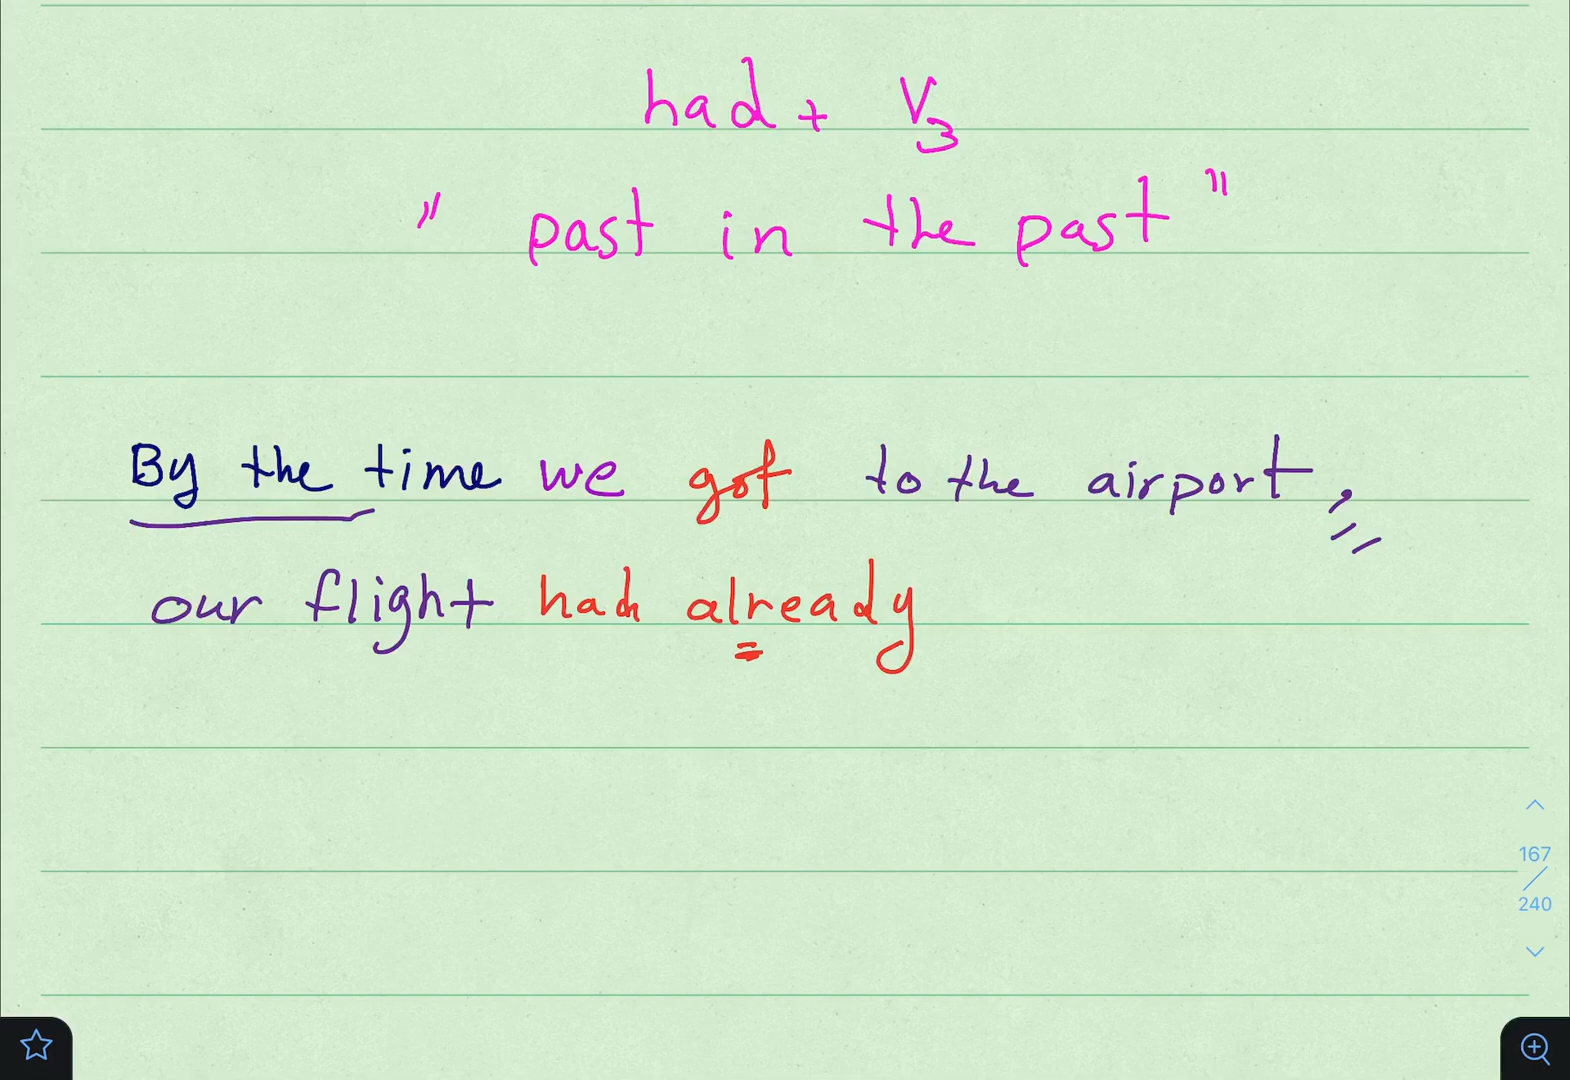 had + V3
" past in the past "
By the time we got to the airport,
our flight had already
167
/
240